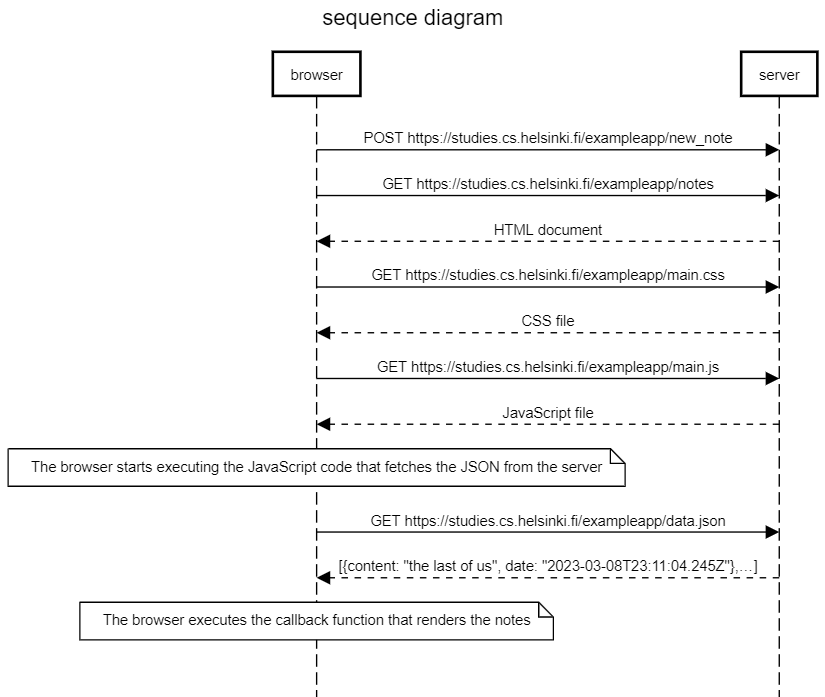 sequence diagram
browser
server
POST https://studies.cs.helsinki.fi/exampleapp/new_note
GET https://studies.cs.helsinki.fi/exampleapp/notes
HTML document
GET https://studies.cs.helsinki.fi/exampleapp/main.css
CSS file
GET https://studies.cs.helsinki.fi/exampleapp/main.js
JavaScript file
The browser starts executing the JavaScript code that fetches the JSON from the server
GET https://studies.cs.helsinki.fi/exampleapp/data.json
[{content: "the last of us", date: "2023-03-08T23:11:04.245Z"},…]
The browser executes the callback function that renders the notes